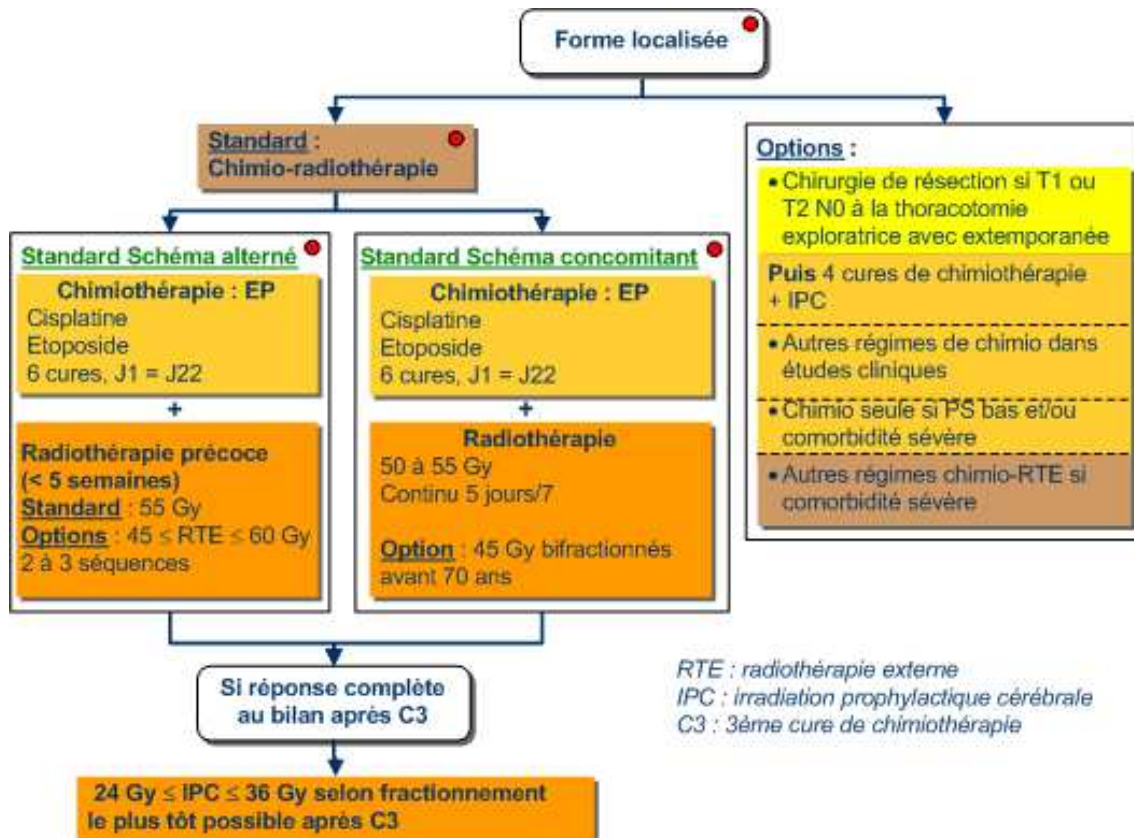 Forme localisée
Standard :
Chimio-radiothérapie
Standard Schéma alterné
Chimiothérapie : EP
Cisplatine
Etoposide
6 cures, J1 = J22
+
Radiothérapie précoce
(< 5 semaines)
Standard : 55 Gy
Options : 45 ≤ RTE ≤ 60 Gy
2 à 3 séquences
Standard Schéma concomitant
Chimiothérapie : EP
Cisplatine
Etoposide
6 cures, J1 = J22
+
Radiothérapie
50 à 55 Gy
Continu 5 jours/7
Option : 45 Gy bifractionnés
avant 70 ans
Options :
• Chirurgie de résection si T1 ou
T2 N0 à la thoracotomie
exploratrice avec extemporanée
Puis 4 cures de chimiothérapie
+ IPC
• Autres régimes de chimio dans
études cliniques
• Chimio seule si PS bas et/ou
comorbidité sévère
• Autres régimes chimio-RTE si
comorbidité sévère
Si réponse complète
au bilan après C3
24 Gy ≤ IPC ≤ 36 Gy selon fractionnement
le plus tôt possible après C3
RTE : radiothérapie externe
IPC : irradiation prophylactique cérébrale
C3 : 3ème cure de chimiothérapie